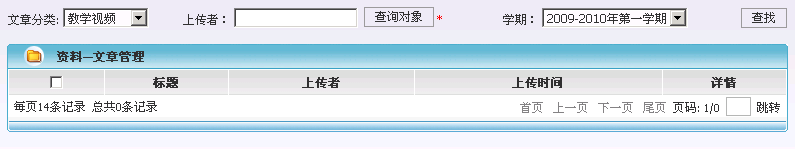 文章分类: 教学视频 上传者： 查询对象 * 学期： 2009-2010年第一学期 查找
资料—文章管理
标题 上传者 上传时间 详情
每页14条记录 总共0条记录 首页 上一页 下一页 尾页 页码: 1/0 跳转